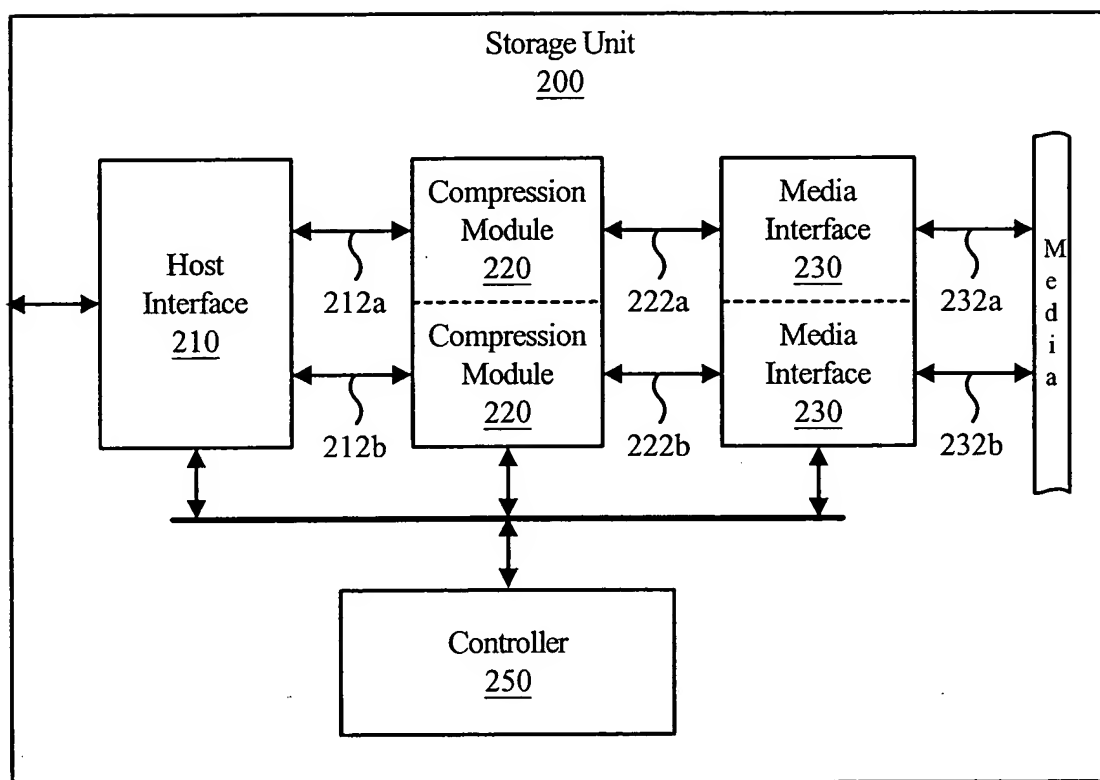 Storage Unit
200
Host
Interface
210
212a
212b
Compression
Module
220
Compression
Module
220
222a
222b
Media
Interface
230
Media
Interface
230
232a
232b
Media
Controller
250